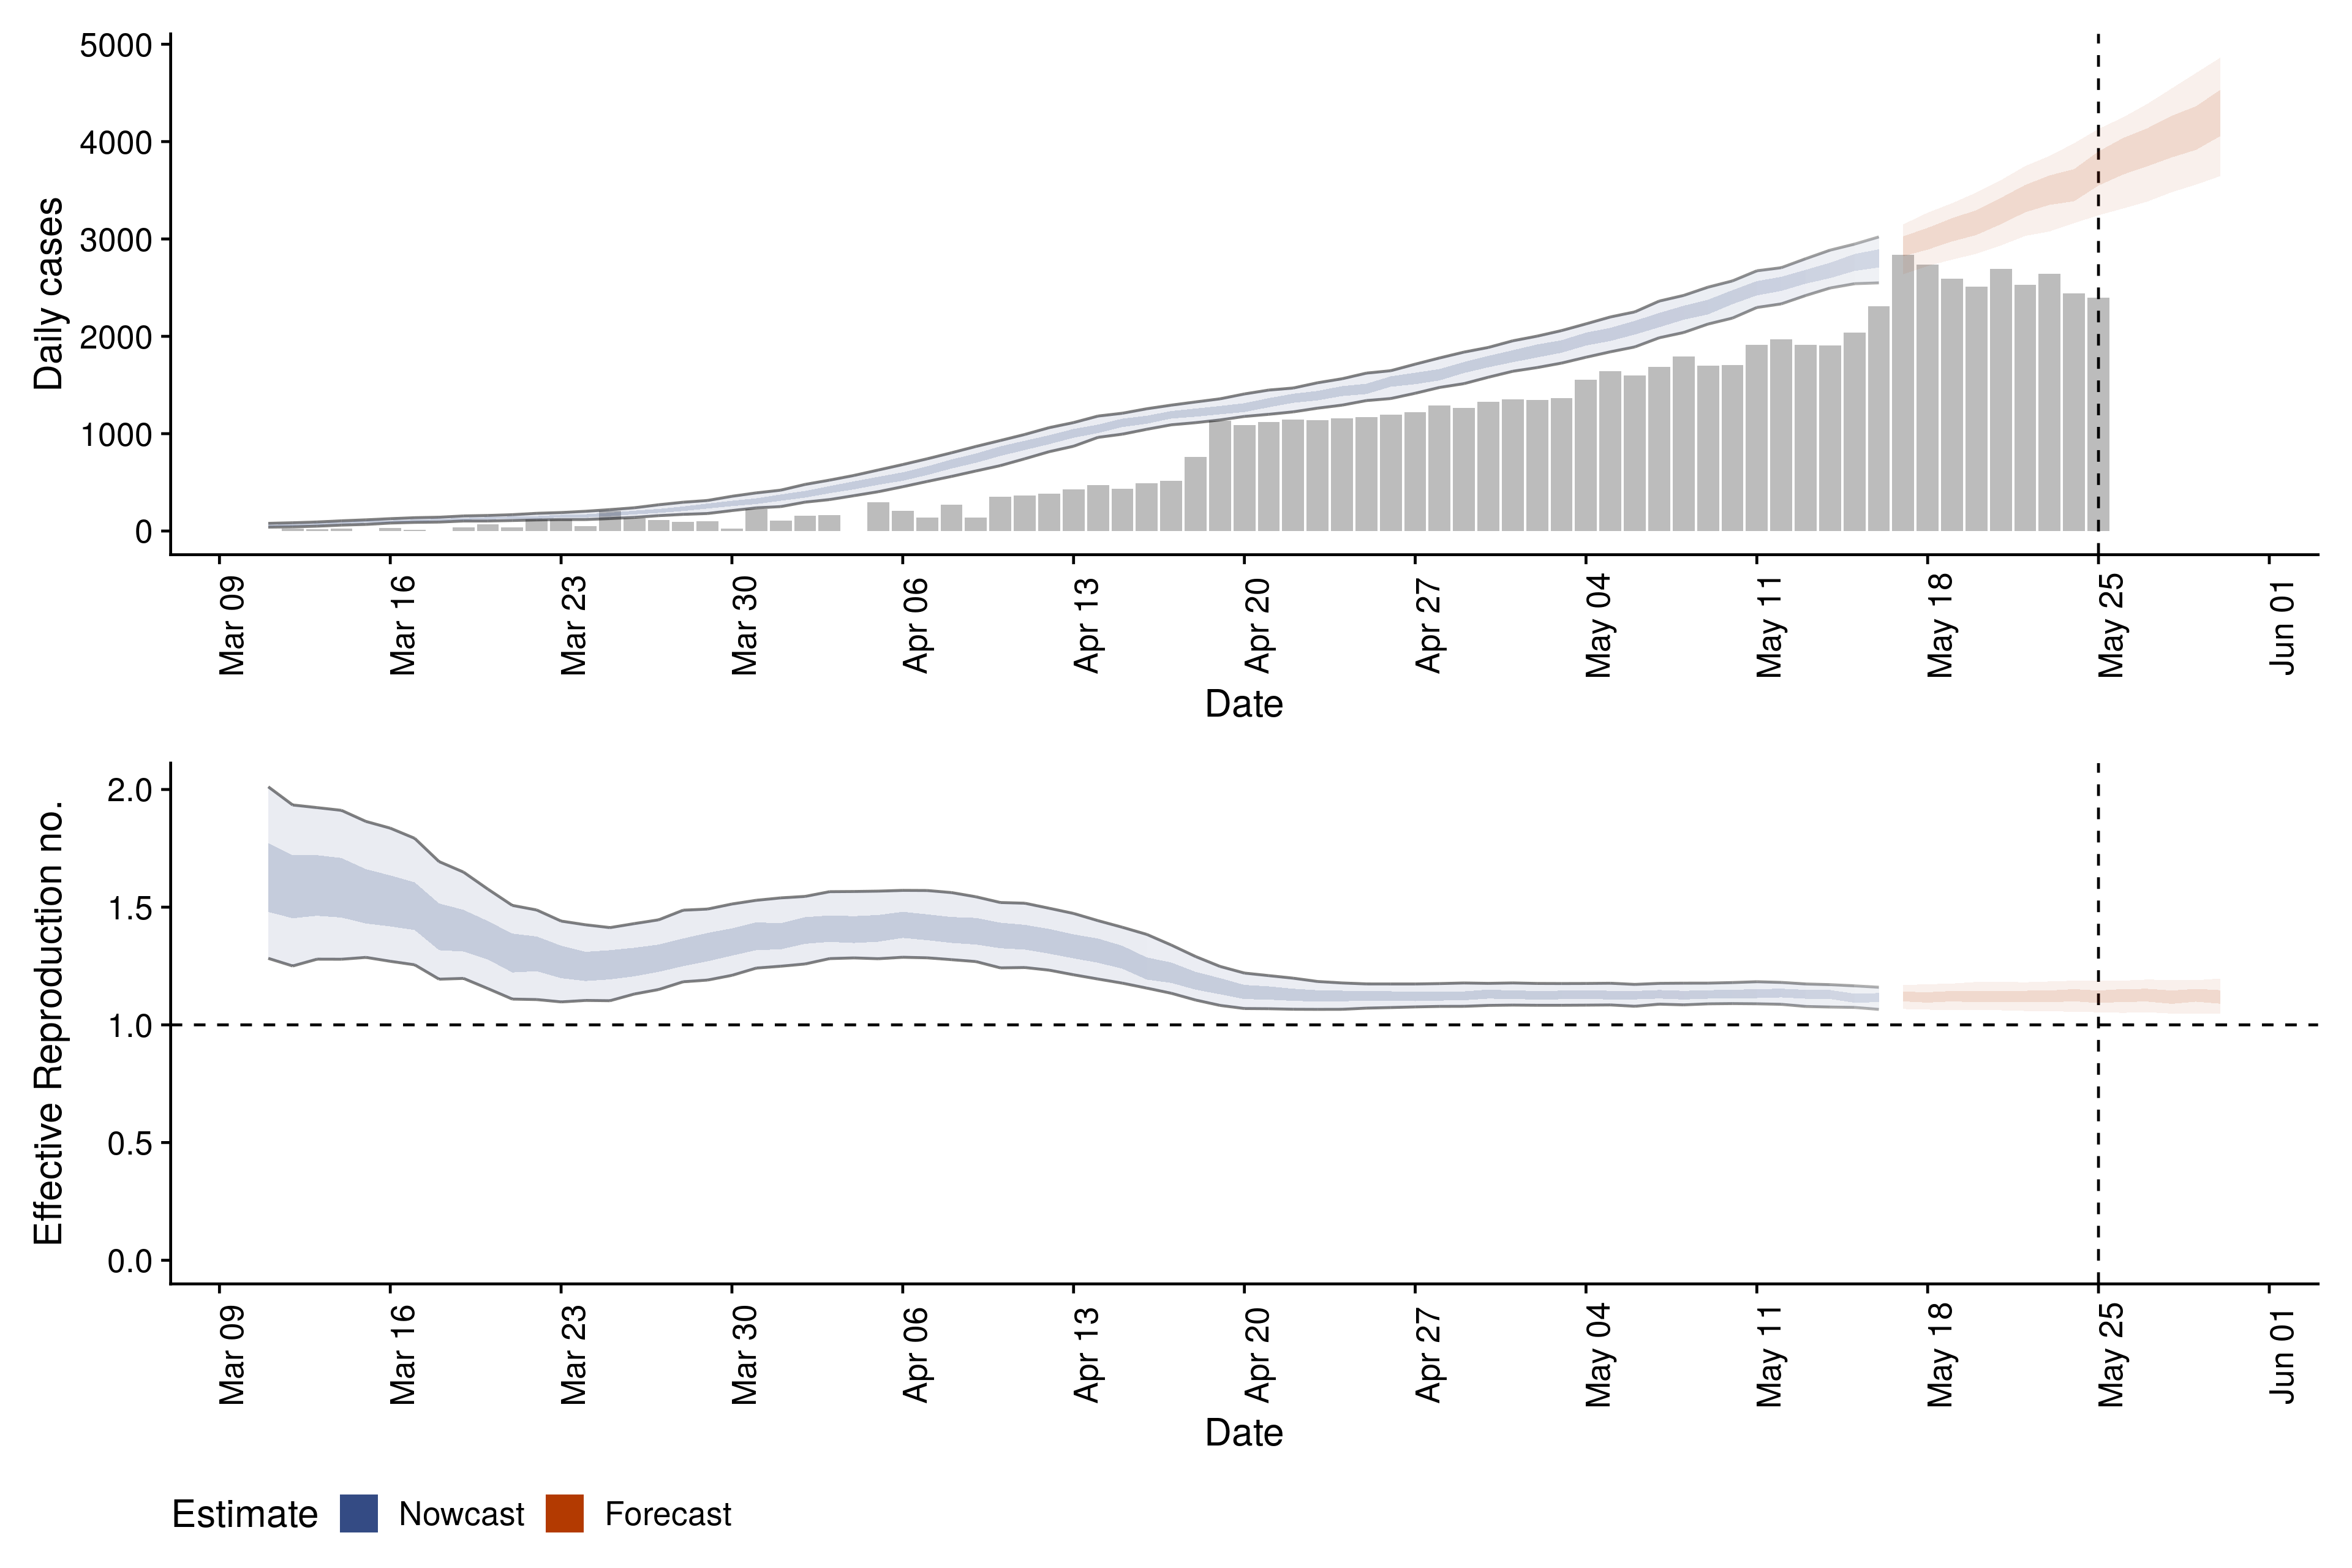 5000
4000
3000
2000
1000
0
Daily cases
Mar 09 Mar 16 Mar 23 Mar 30 Apr 06 Apr 13 Apr 20 Apr 27 May 04 May 11 May 18 May 25 Jun 01
Date
2.0
1.5
1.0
0.5
0.0
Effective Reproduction no.
Mar 09 Mar 16 Mar 23 Mar 30 Apr 06 Apr 13 Apr 20 Apr 27 May 04 May 11 May 18 May 25 Jun 01
Date
Estimate Nowcast Forecast